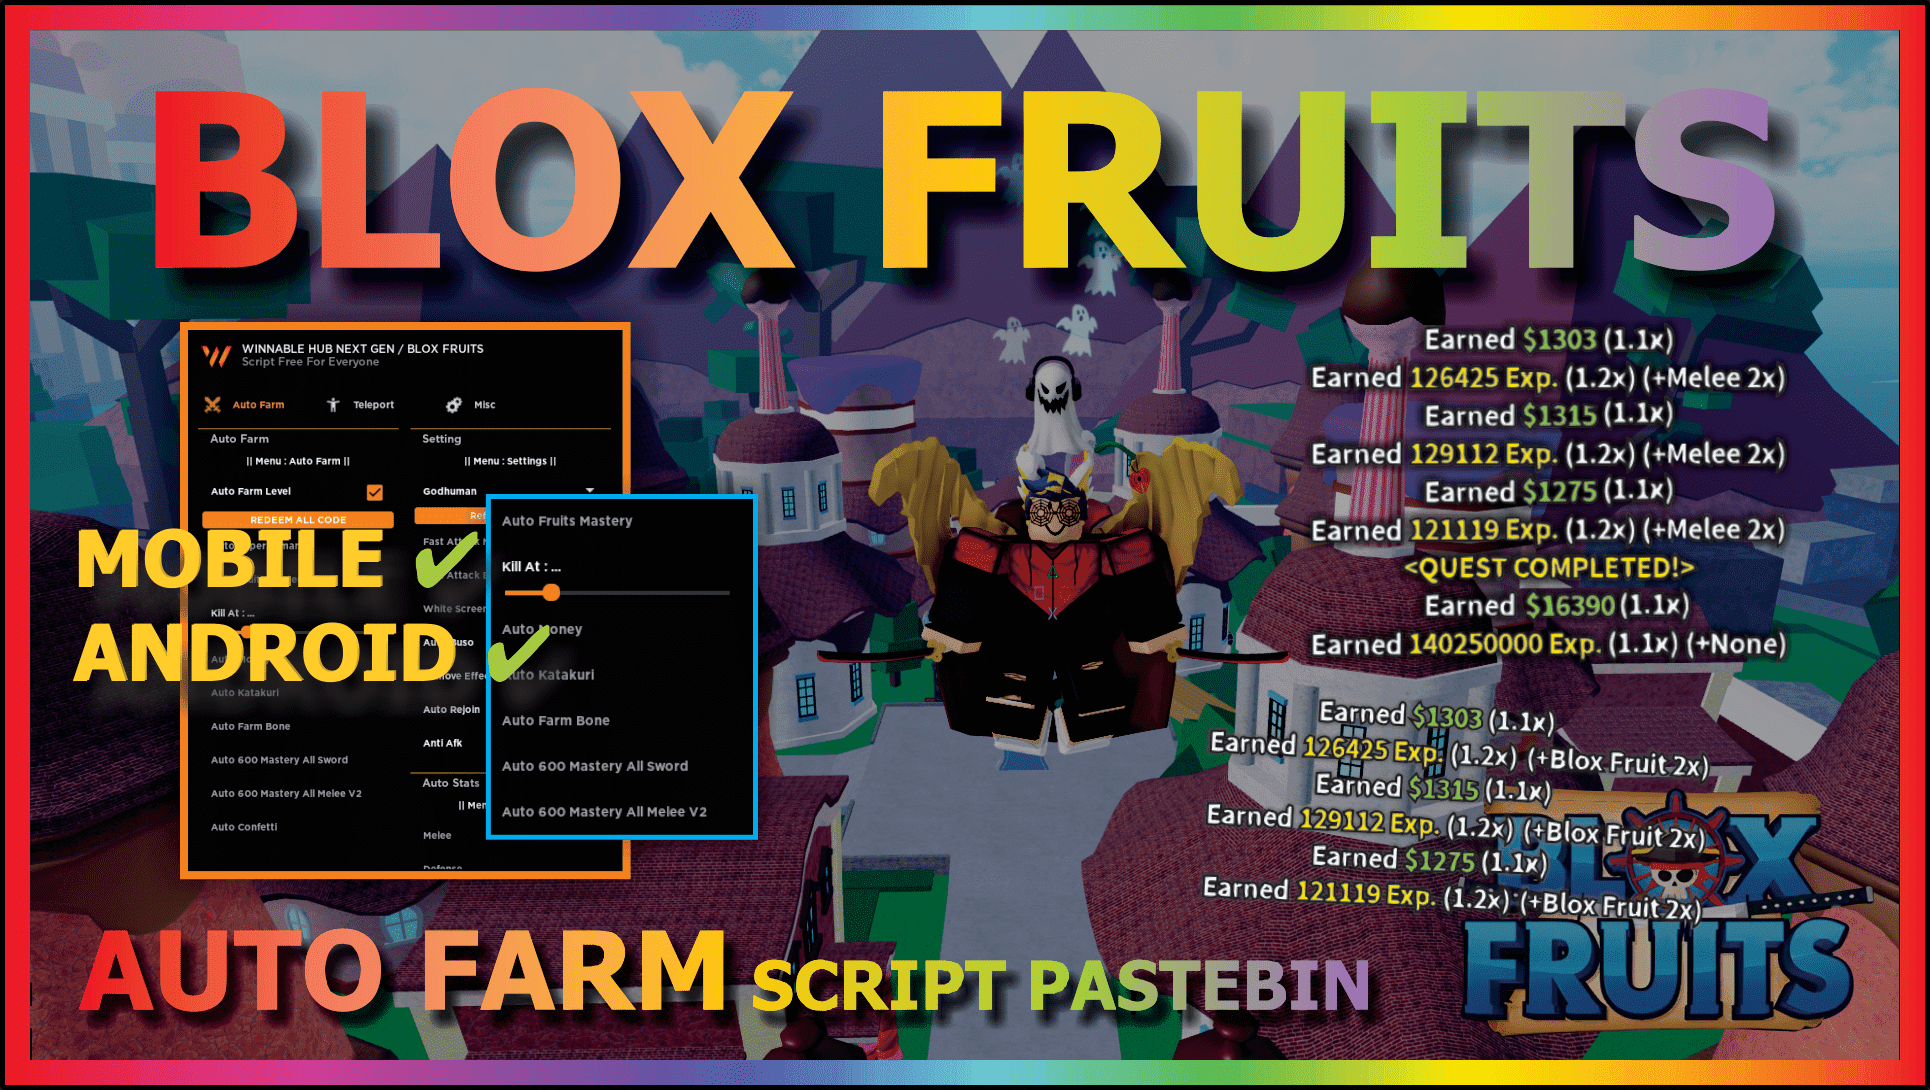 BLOX FRUITS
WINNABLE HUB NEXT GEN / BLOX FRUITS
Script Free For Everyone
Auto Farm Teleport Misc
Auto Farm
|| Menu : Auto Farm ||
Auto Farm Level
REDEEM ALL CODE
Kill At : ...
Auto Katakuri
Auto Farm Bone
Auto 600 Mastery All Sword
Auto 600 Mastery All Melee V2
Auto Confetti
Setting
|| Menu : Settings ||
Godhuman
Fast
White Screen
Auto Rejoin
Anti Afk
Auto Stats
Melee
Auto Fruits Mastery
Kill At : ...
Auto Money
Auto Katakuri
Auto Farm Bone
Auto 600 Mastery All Sword
Auto 600 Mastery All Melee V2
MOBILE ✔
ANDROID ✔
Earned $1303 (1.1x)
Earned 126425 Exp. (1.2x) (+Melee 2x)
Earned $1315 (1.1x)
Earned 129112 Exp. (1.2x) (+Melee 2x)
Earned $1275 (1.1x)
Earned 121119 Exp. (1.2x) (+Melee 2x)
<QUEST COMPLETED!>
Earned $16390 (1.1x)
Earned 140250000 Exp. (1.1x) (+None)
Earned $1303 (1.1x)
Earned 126425 Exp. (1.2x) (+Blox Fruit 2x)
Earned $1315 (1.1x)
Earned 129112 Exp. (1.2x) (+Blox Fruit 2x)
Earned $1275 (1.1x)
Earned 121119 Exp. (1.2x) (+Blox Fruit 2x)
BLOX
FRUITS
AUTO FARM SCRIPT PASTEBIN